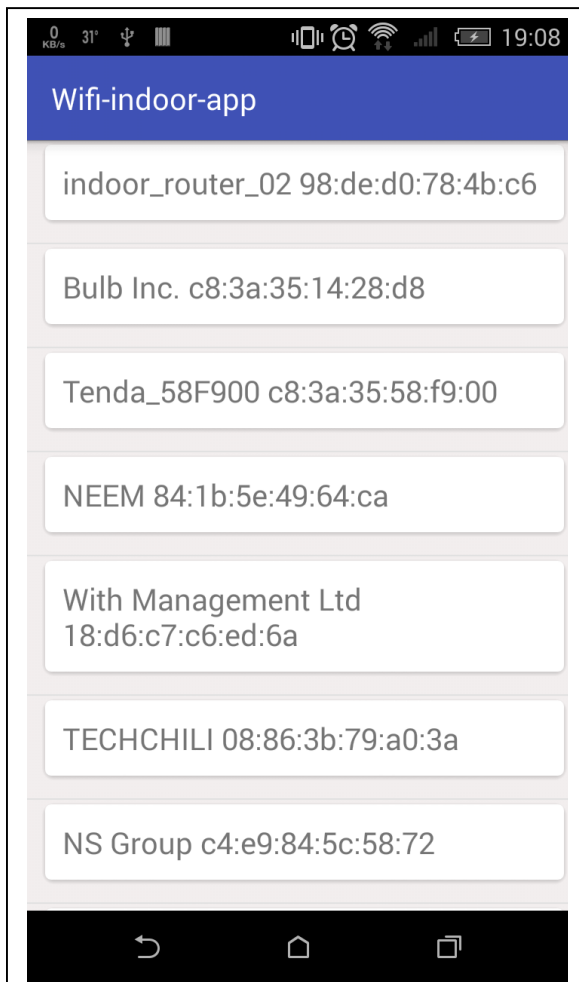 0
KB/s
31°
19:08
Wifi-indoor-app
indoor_router_02 98:de:d0:78:4b:c6
Bulb Inc. c8:3a:35:14:28:d8
Tenda_58F900 c8:3a:35:58:f9:00
NEEM 84:1b:5e:49:64:ca
With Management Ltd
18:d6:c7:c6:ed:6a
TECHCHILI 08:86:3b:79:a0:3a
NS Group c4:e9:84:5c:58:72